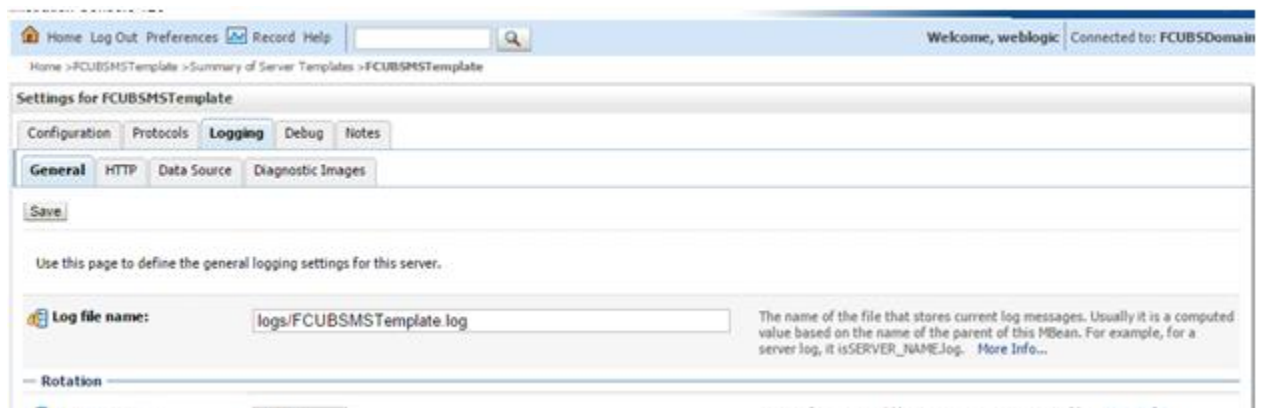 Home Log Out Preferences Record Help
Welcome, weblogic Connected to: FCUBSDomain
Home >FCUBSMSTemplate >Summary of Server Templates >FCUBSMSTemplate
Settings for FCUBSMSTemplate
Configuration Protocols Logging Debug Notes
General HTTP Data Source Diagnostic Images
Save
Use this page to define the general logging settings for this server.
Log file name:
logs/FCUBSMSTemplate.log
The name of the file that stores current log messages. Usually it is a computed
value based on the name of the parent of this MBean. For example, for a
server log, it isSERVER_NAME.log. More Info...
Rotation